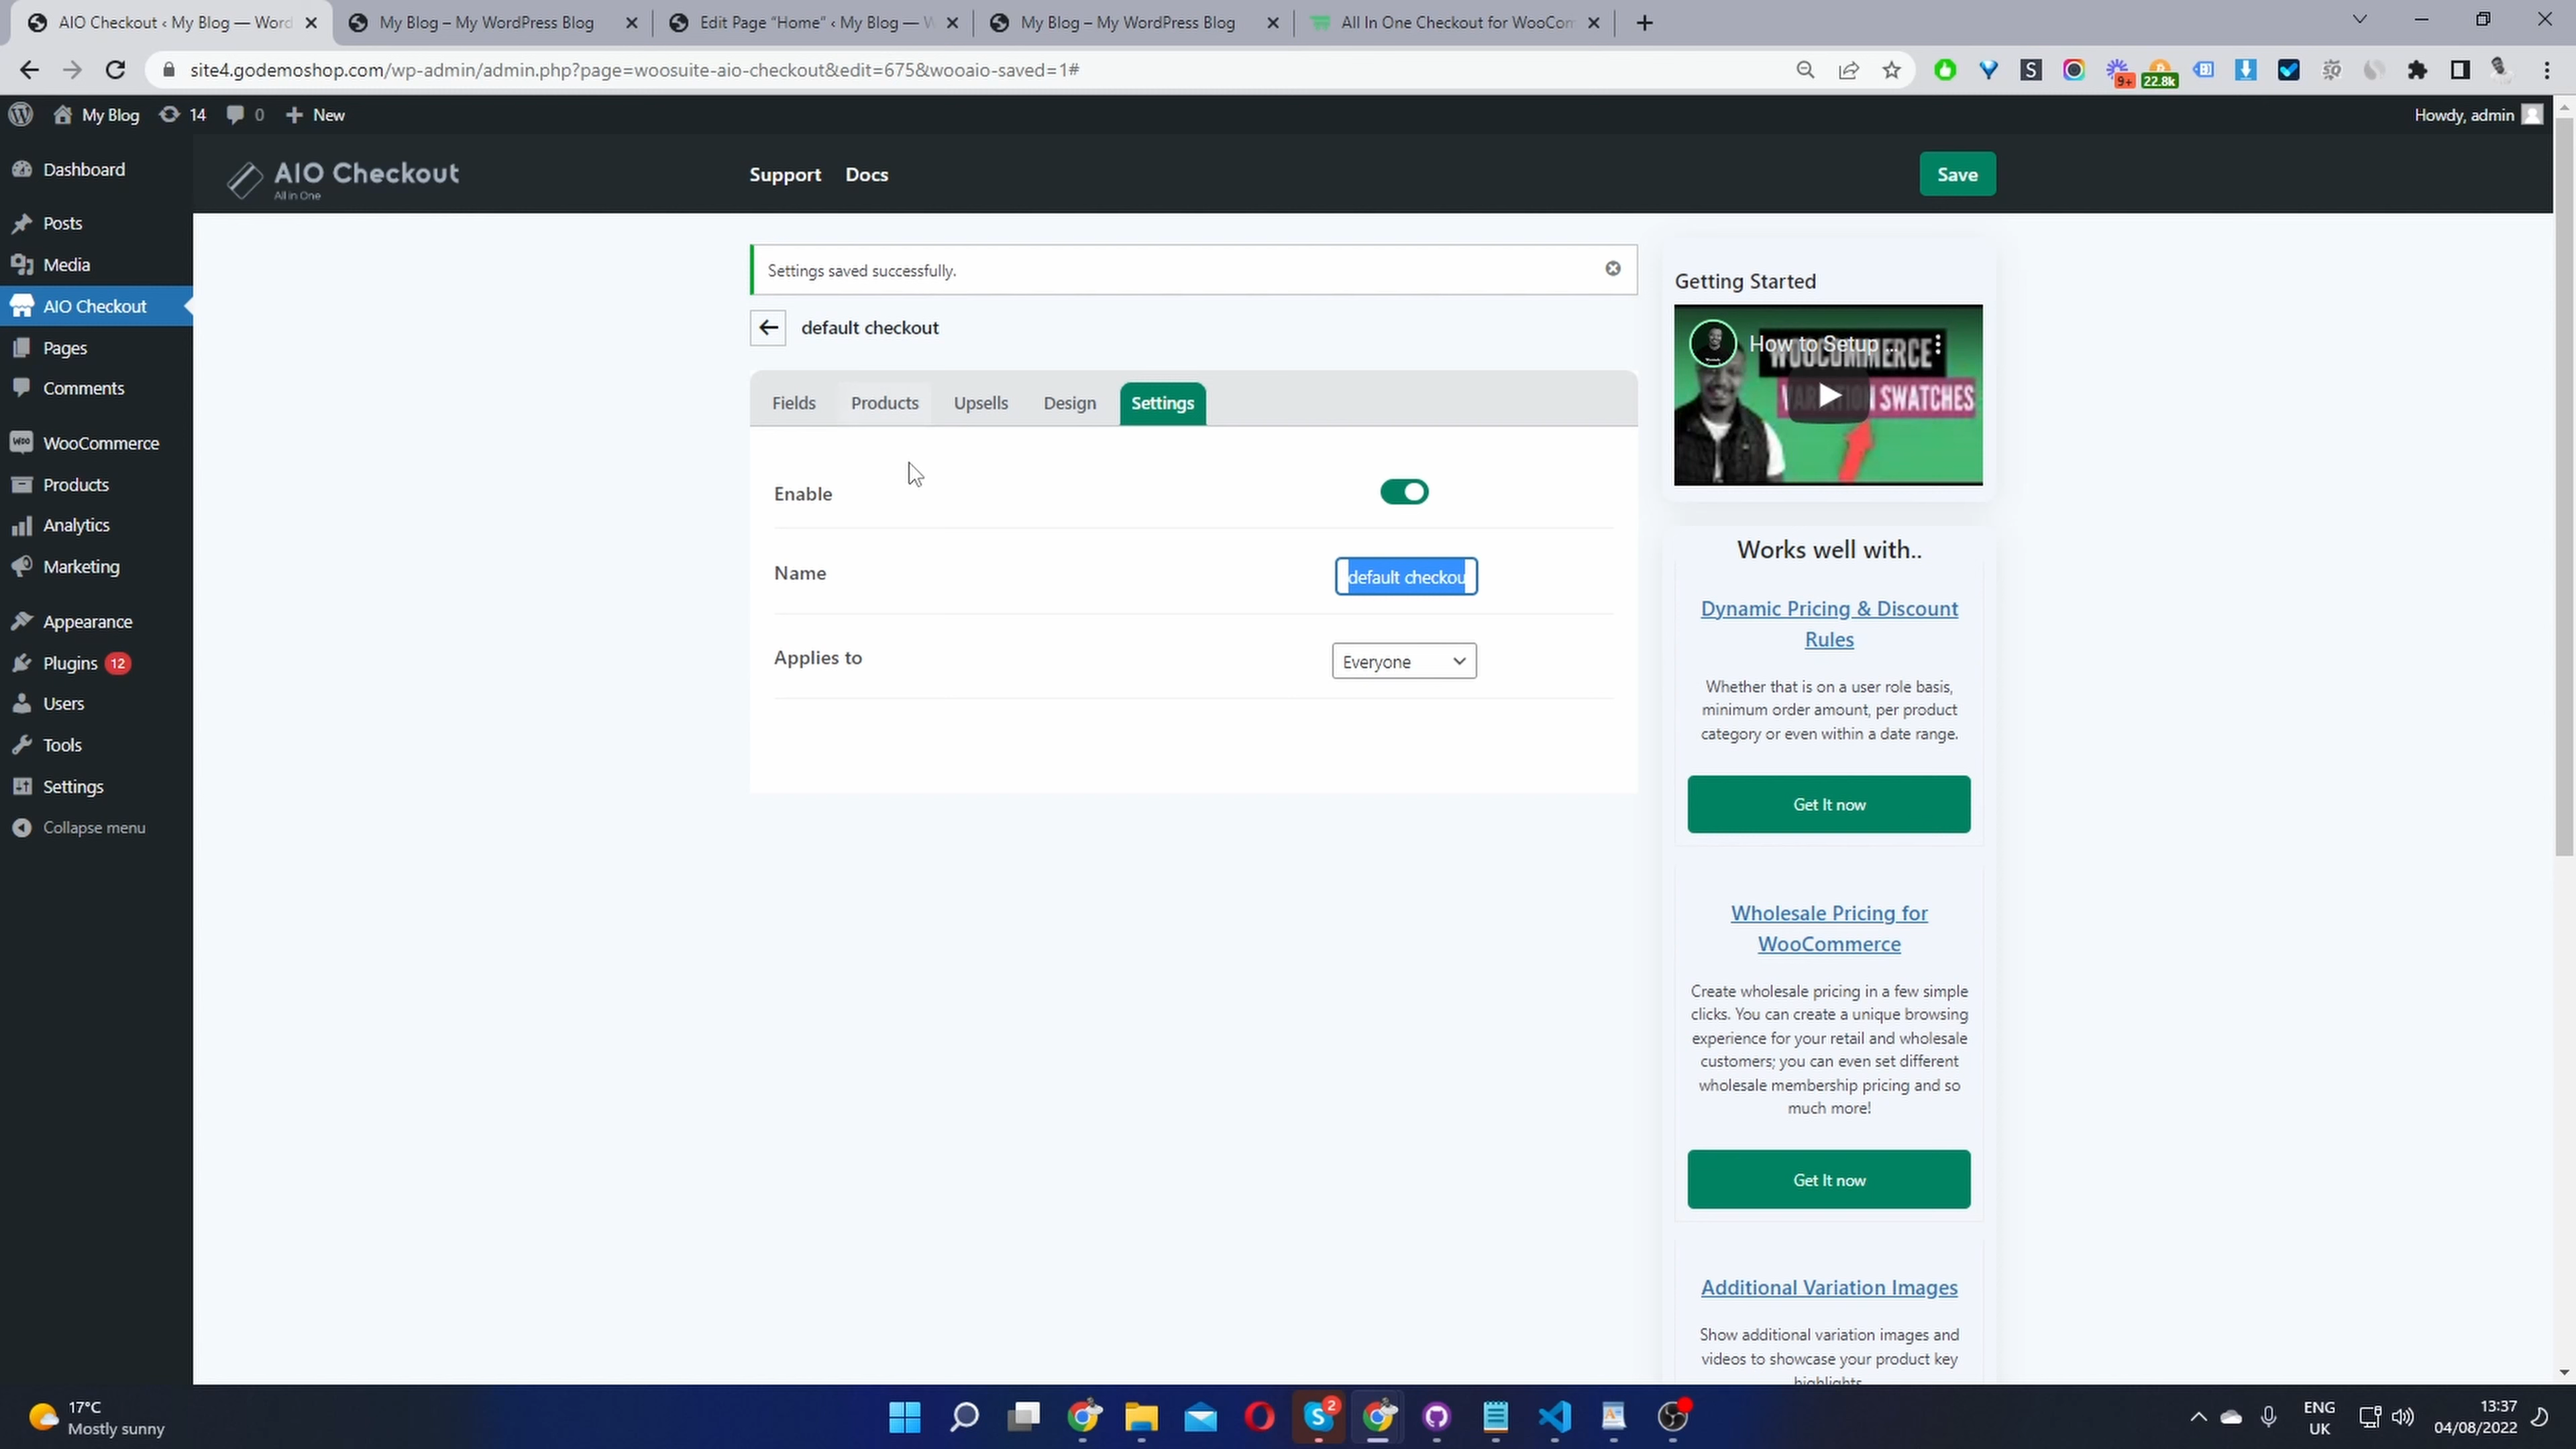 AIO Checkout ‹ My Blog — Word
My Blog – My WordPress Blog
Edit Page “Home” ‹ My Blog — W
My Blog – My WordPress Blog
All In One Checkout for WooCom
site4.godemoshop.com/wp-admin/admin.php?page=woosuite-aio-checkout&edit=675&wooaio-saved=1#
9+
22.8k
My Blog
14
0
New
Howdy, admin
AIO Checkout
All in One
Support
Docs
Save
Dashboard
Posts
Media
AIO Checkout
Pages
Comments
WooCommerce
Products
Analytics
Marketing
Appearance
Plugins 12
Users
Tools
Settings
Collapse menu
Settings saved successfully.
default checkout
Fields
Products
Upsells
Design
Settings
Enable
Name
default checkou
Applies to
Everyone
Getting Started
How to Setup ...
WOOCOMMERCE
SWATCHES
Works well with..
Dynamic Pricing & Discount
Rules
Whether that is on a user role basis,
minimum order amount, per product
category or even within a date range.
Get It now
Wholesale Pricing for
WooCommerce
Create wholesale pricing in a few simple
clicks. You can create a unique browsing
experience for your retail and wholesale
customers; you can even set different
wholesale membership pricing and so
much more!
Get It now
Additional Variation Images
Show additional variation images and
videos to showcase your product key
highlights
17°C
Mostly sunny
2
ENG
UK
13:37
04/08/2022